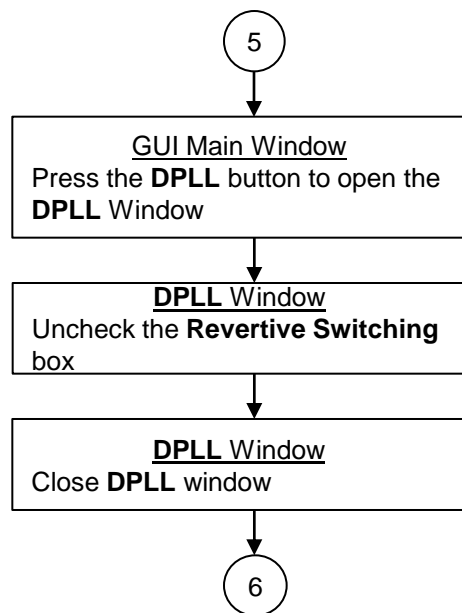 5
GUI Main Window
Press the DPLL button to open the
DPLL Window
DPLL Window
Uncheck the Revertive Switching
box
DPLL Window
Close DPLL window
6